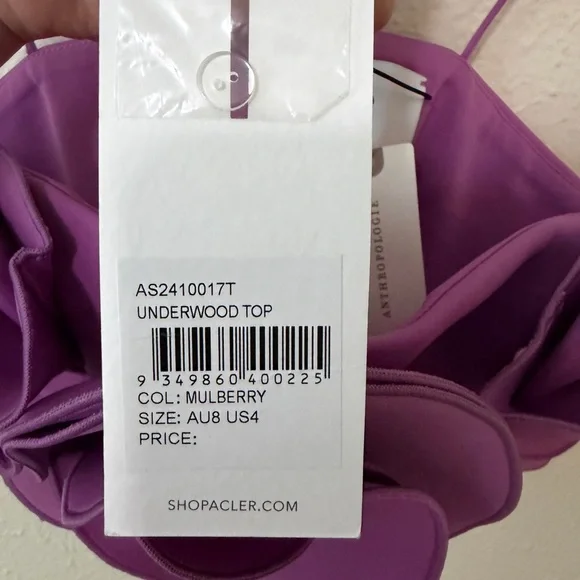 AS2410017T
UNDERWOOD TOP
9 349860 400225
COL: MULBERRY
SIZE: AU8 US4
PRICE:
SHOPACLER.COM
ANTHROPOLOGIE